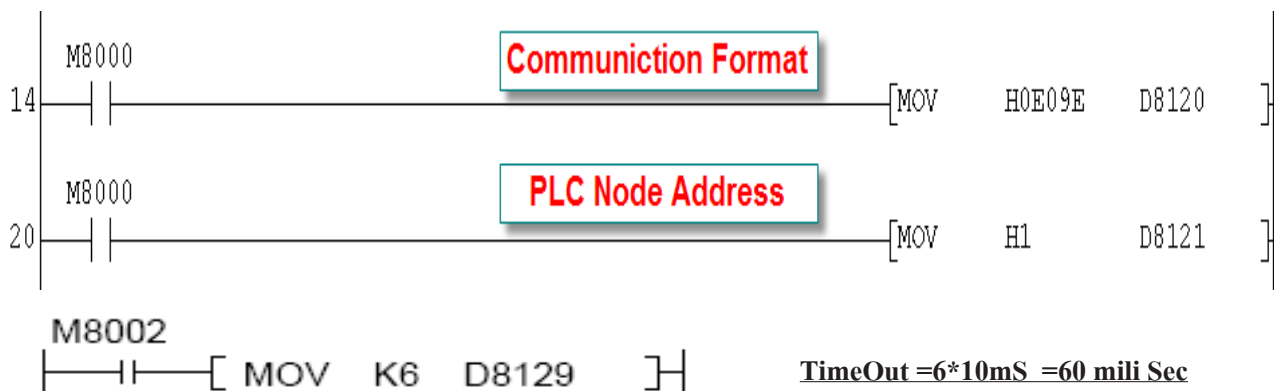 M8000
Communiction Format
14 [MOV H0E09E D8120 ]
M8000
PLC Node Address
20 [MOV H1 D8121 ]
M8002
[ MOV K6 D8129 ]
TimeOut =6*10mS =60 mili Sec